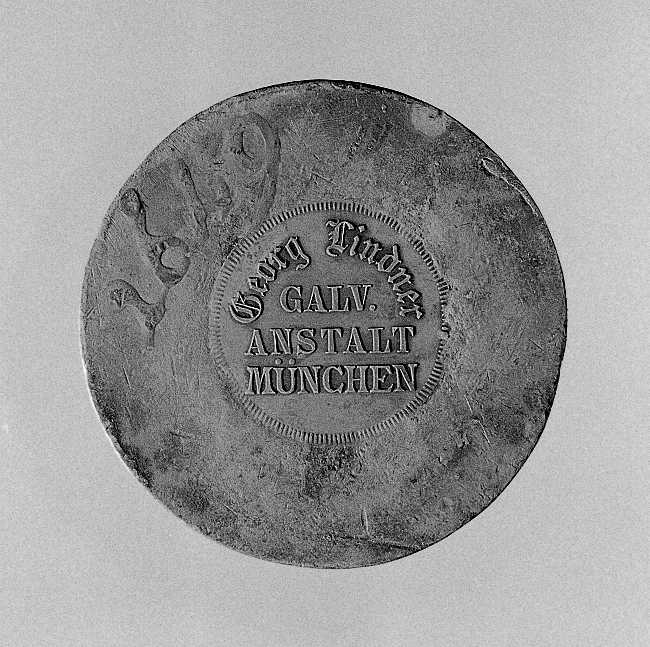 Georg Lindner
GALV.
ANSTALT
MÜNCHEN